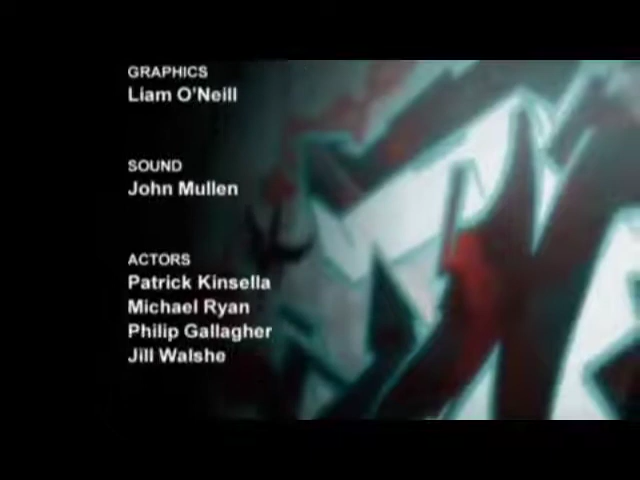 GRAPHICS
Liam O'Neill
SOUND
John Mullen
ACTORS
Patrick Kinsella
Michael Ryan
Philip Gallagher
Jill Walshe